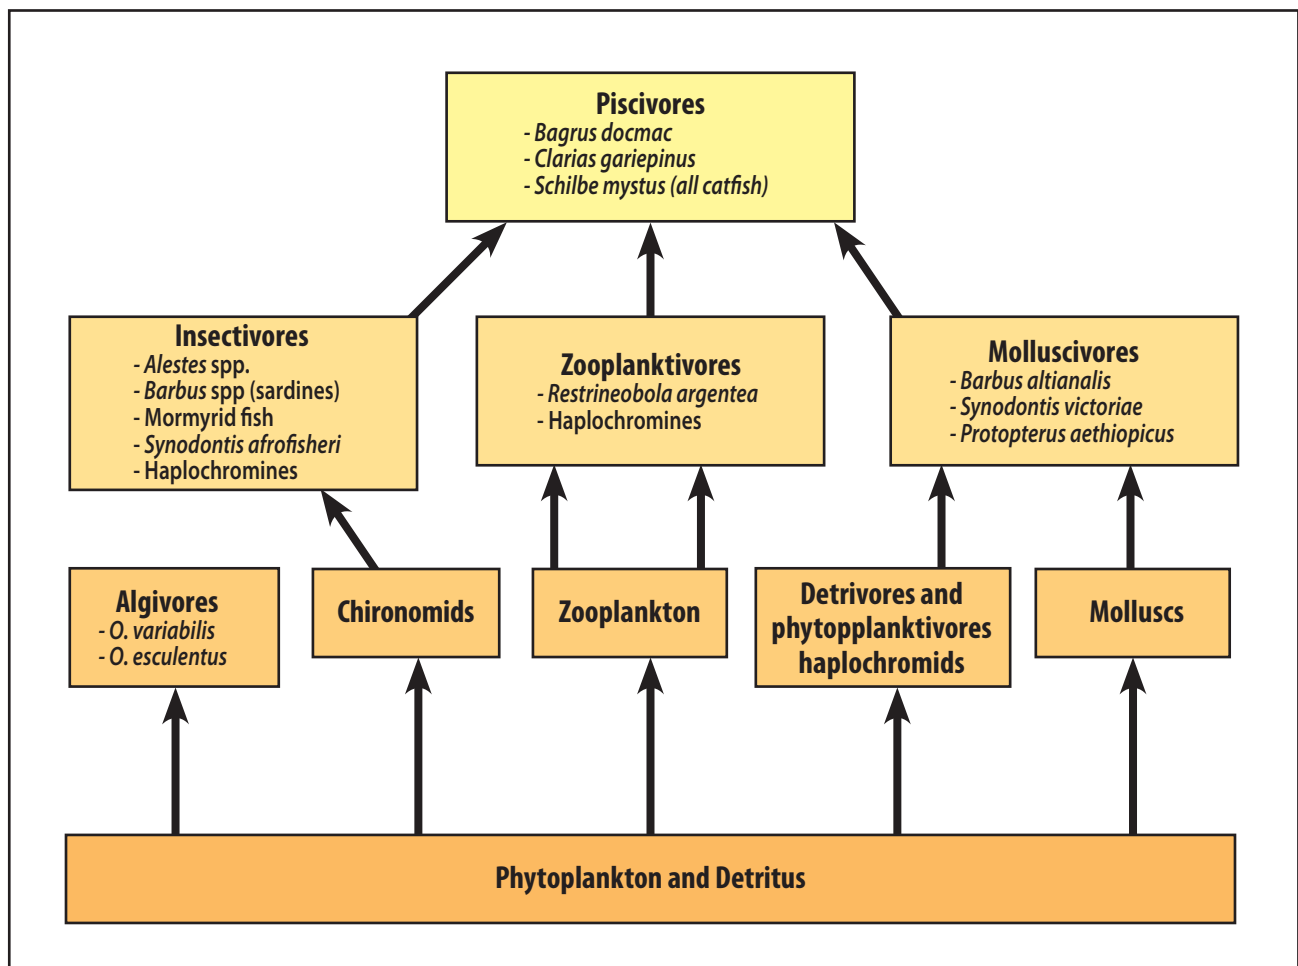 Piscivores
- Bagrus docmac
- Clarias gariepinus
- Schilbe mystus (all catfish)
Insectivores
- Alestes spp.
- Barbus spp (sardines)
- Mormyrid fish
- Synodontis afrofisheri
- Haplochromines
Zooplanktivores
- Restrineobola argentea
- Haplochromines
Molluscivores
- Barbus altianalis
- Synodontis victoriae
- Protopterus aethiopicus
Algivores
- O. variabilis
- O. esculentus
Chironomids
Zooplankton
Detrivores and
phytopplanktivores
haplochromids
Molluscs
Phytoplankton and Detritus